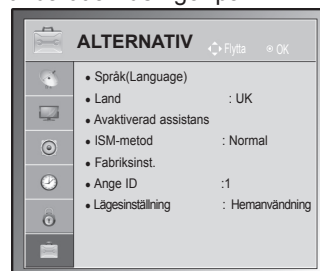 ALTERNATIV
Flytta OK
• Språk(Language)
• Land : UK
• Avaktiverad assistans
• ISM-metod : Normal
• Fabriksinst.
• Ange ID :1
• Lägesinställning : Hemanvändning